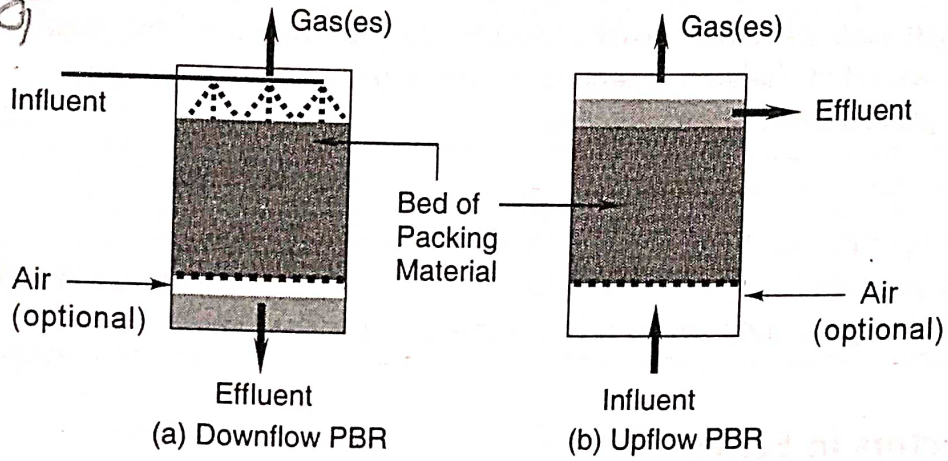 Gas(es)
Influent
Air
(optional)
Effluent
(a) Downflow PBR
Bed of
Packing
Material
Gas(es)
Effluent
Air
(optional)
Influent
(b) Upflow PBR